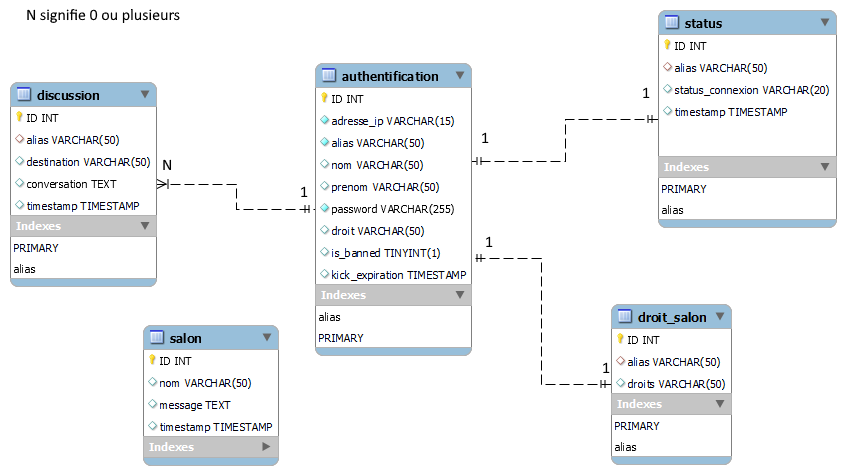 N signifie 0 ou plusieurs
discussion
ID INT
alias VARCHAR(50)
destination VARCHAR(50)
conversation TEXT
timestamp TIMESTAMP
Indexes
PRIMARY
alias
N
1
authentification
ID INT
adresse_ip VARCHAR(15)
alias VARCHAR(50)
nom VARCHAR(50)
prenom VARCHAR(50)
password VARCHAR(255)
droit VARCHAR(50)
is_banned TINYINT(1)
kick_expiration TIMESTAMP
Indexes
alias
PRIMARY
1
1
status
ID INT
alias VARCHAR(50)
status_connexion VARCHAR(20)
timestamp TIMESTAMP
Indexes
PRIMARY
alias
1
1
droit_salon
ID INT
alias VARCHAR(50)
droits VARCHAR(50)
Indexes
PRIMARY
alias
salon
ID INT
nom VARCHAR(50)
message TEXT
timestamp TIMESTAMP
Indexes